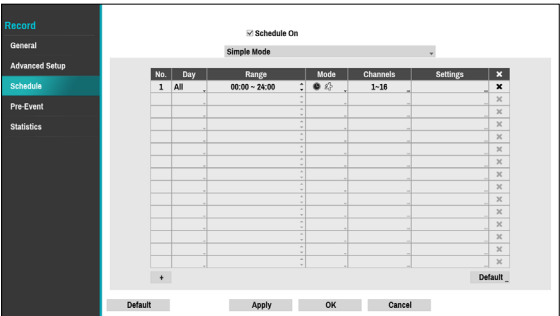 Record
General
Advanced Setup
Schedule
Pre-Event
Statistics
Schedule On
Simple Mode
No. Day Range Mode Channels Settings
1 All 00:00 ~ 24:00 1~16
+ Default
Default Apply OK Cancel